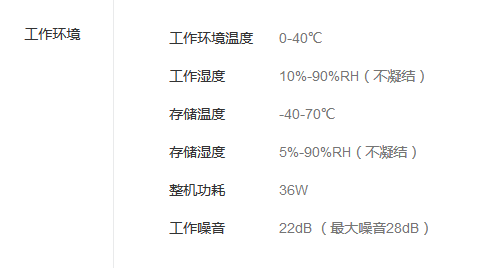 工作环境
工作环境温度 0-40℃
工作湿度 10%-90%RH（不凝结）
存储温度 -40-70℃
存储湿度 5%-90%RH（不凝结）
整机功耗 36W
工作噪音 22dB （最大噪音28dB）